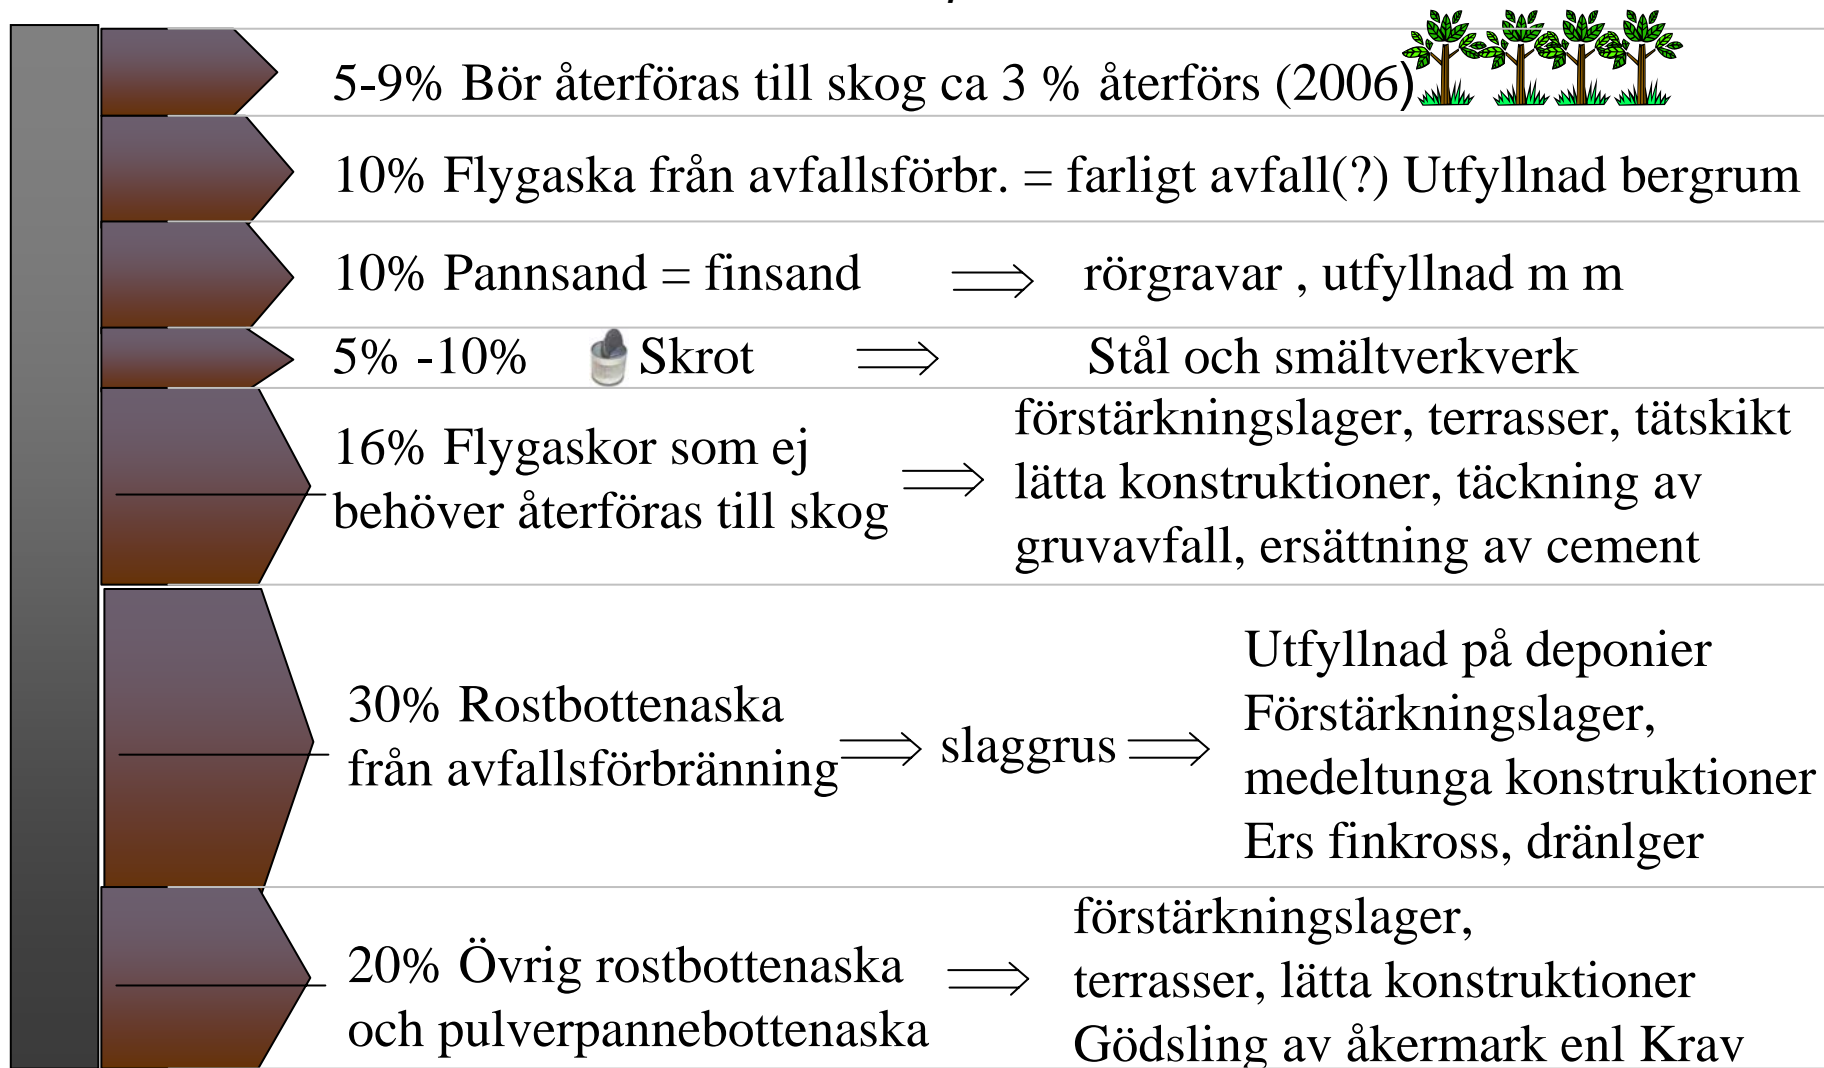 5-9% Bör återföras till skog ca 3 % återförs (2006)
10% Flygaska från avfallsförbr. = farligt avfall(?) Utfyllnad bergrum
10% Pannsand = finsand ⇒ rörgravar , utfyllnad m m
5% -10% Skrot ⇒ Stål och smältverkverk
16% Flygaskor som ej
behöver återföras till skog
⇒
förstärkningslager, terrasser, tätskikt
lätta konstruktioner, täckning av
gruvavfall, ersättning av cement
30% Rostbottenaska
från avfallsförbränning
⇒ slaggrus ⇒
Utfyllnad på deponier
Förstärkningslager,
medeltunga konstruktioner
Ers finkross, dränlger
20% Övrig rostbottenaska
och pulverpannebottenaska
⇒
förstärkningslager,
terrasser, lätta konstruktioner
Gödsling av åkermark enl Krav